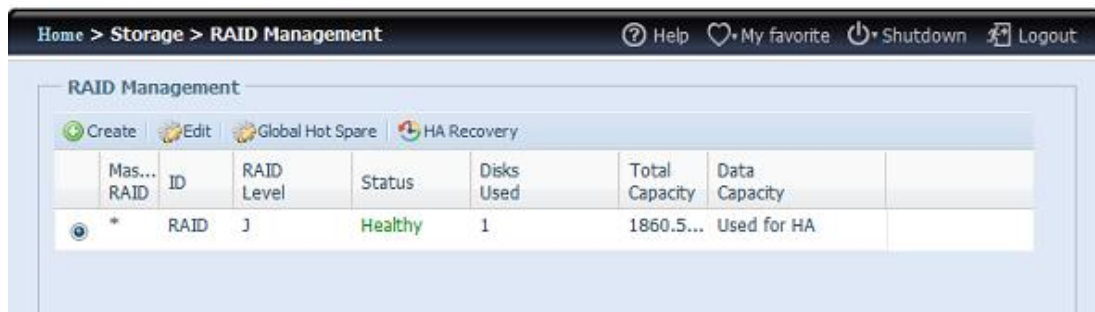 Home > Storage > RAID Management Help My favorite Shutdown Logout
RAID Management
Create Edit Global Hot Spare HA Recovery
Mas... RAID ID RAID Level Status Disks Used Total Capacity Data Capacity
* RAID J Healthy 1 1860.5... Used for HA